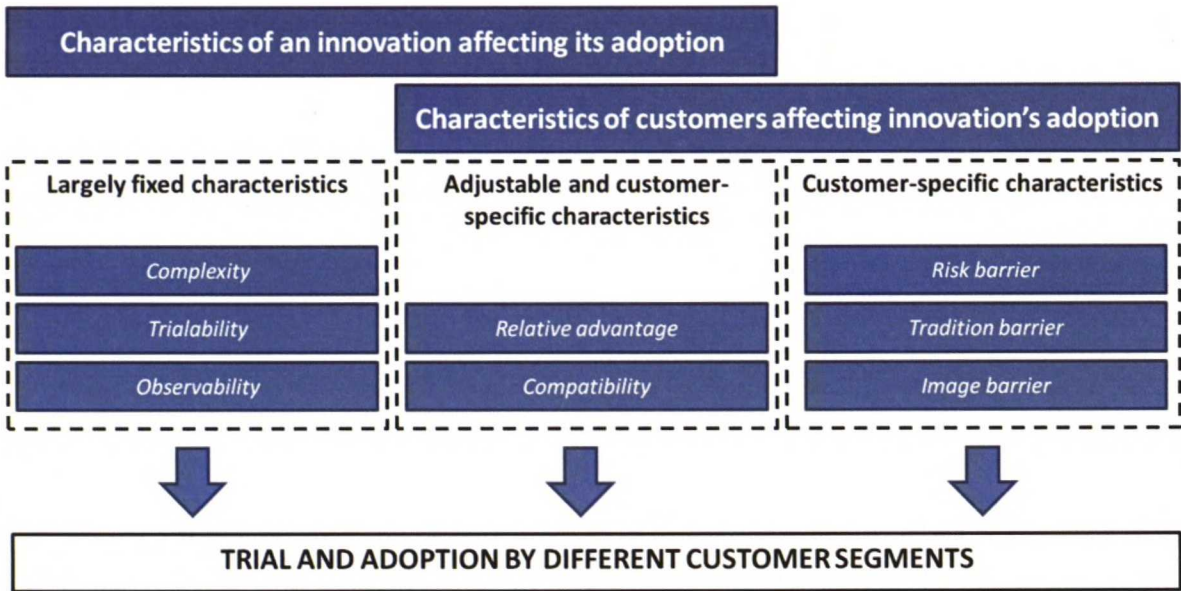 Characteristics of an innovation affecting its adoption
Characteristics of customers affecting innovation's adoption
Largely fixed characteristics
Complexity
Trialability
Observability
Adjustable and customer-
specific characteristics
Relative advantage
Compatibility
Customer-specific characteristics
Risk barrier
Tradition barrier
Image barrier
TRIAL AND ADOPTION BY DIFFERENT CUSTOMER SEGMENTS